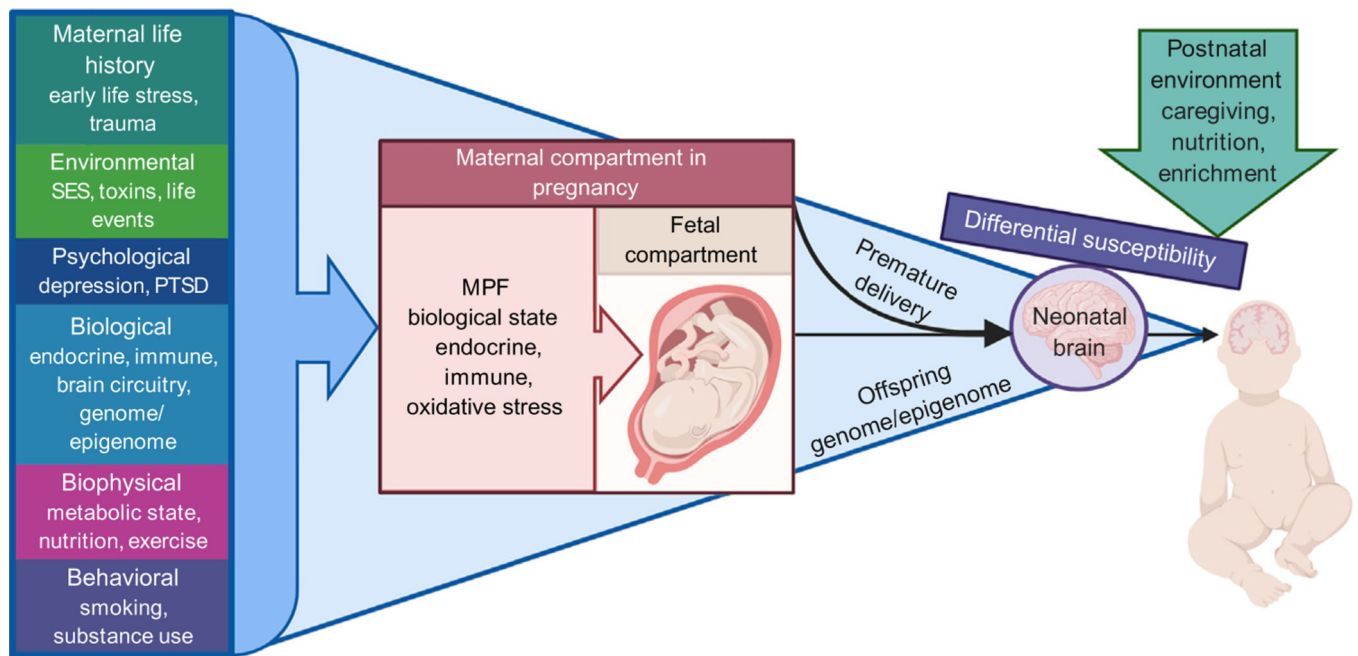 Maternal life
history
early life stress,
trauma
Environmental
SES, toxins, life
events
Psychological
depression, PTSD
Biological
endocrine, immune,
brain circuitry,
genome/
epigenome
Biophysical
metabolic state,
nutrition, exercise
Behavioral
smoking,
substance use
Maternal compartment in
pregnancy
MPF
biological state
endocrine,
immune,
oxidative stress
Fetal
compartment
Premature
delivery
Offspring
genome/epigenome
Neonatal
brain
Differential susceptibility
Postnatal
environment
caregiving,
nutrition,
enrichment